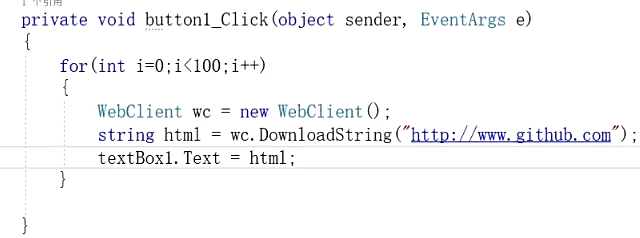 1 个引用
private void button1_Click(object sender, EventArgs e)
{
for(int i=0;i<100;i++)
{
WebClient wc = new WebClient();
string html = wc.DownloadString("http://www.github.com");
textBox1.Text = html;
}
}